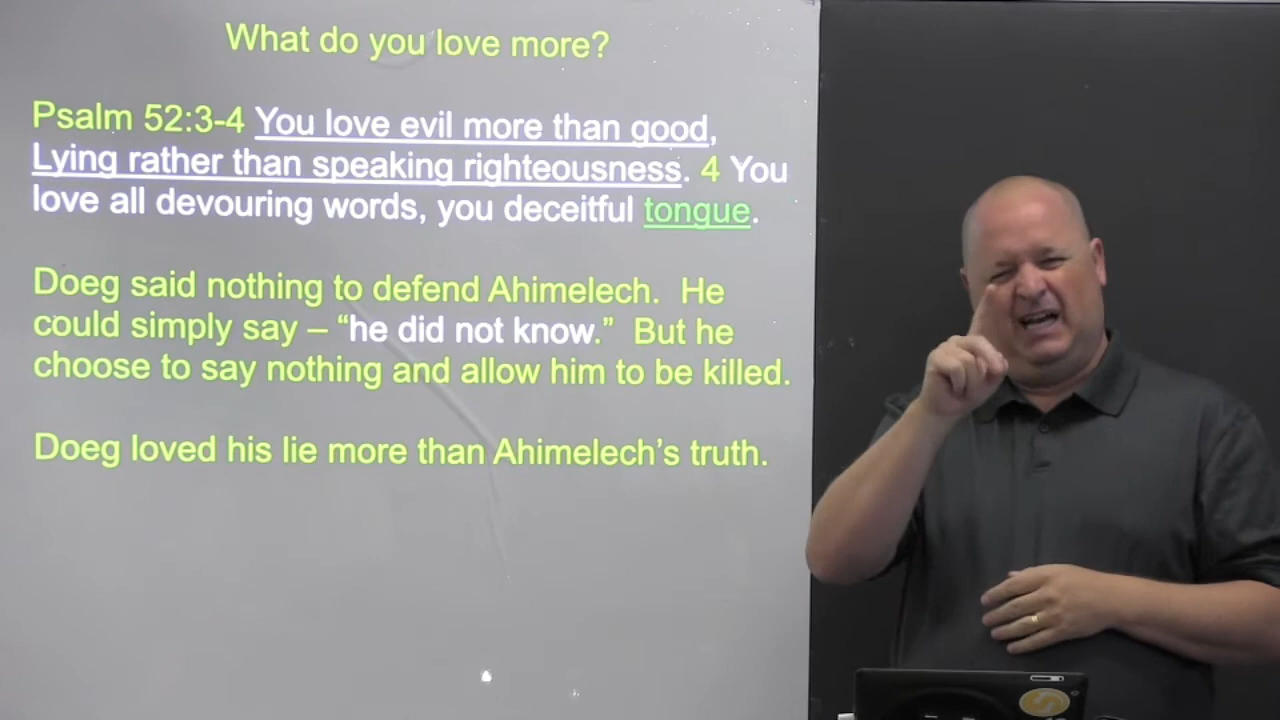 What do you love more?
Psalm 52:3-4 You love evil more than good,
Lying rather than speaking righteousness. 4 You
love all devouring words, you deceitful tongue.
Doeg said nothing to defend Ahimelech. He
could simply say – “he did not know.” But he
choose to say nothing and allow him to be killed.
Doeg loved his lie more than Ahimelech’s truth.